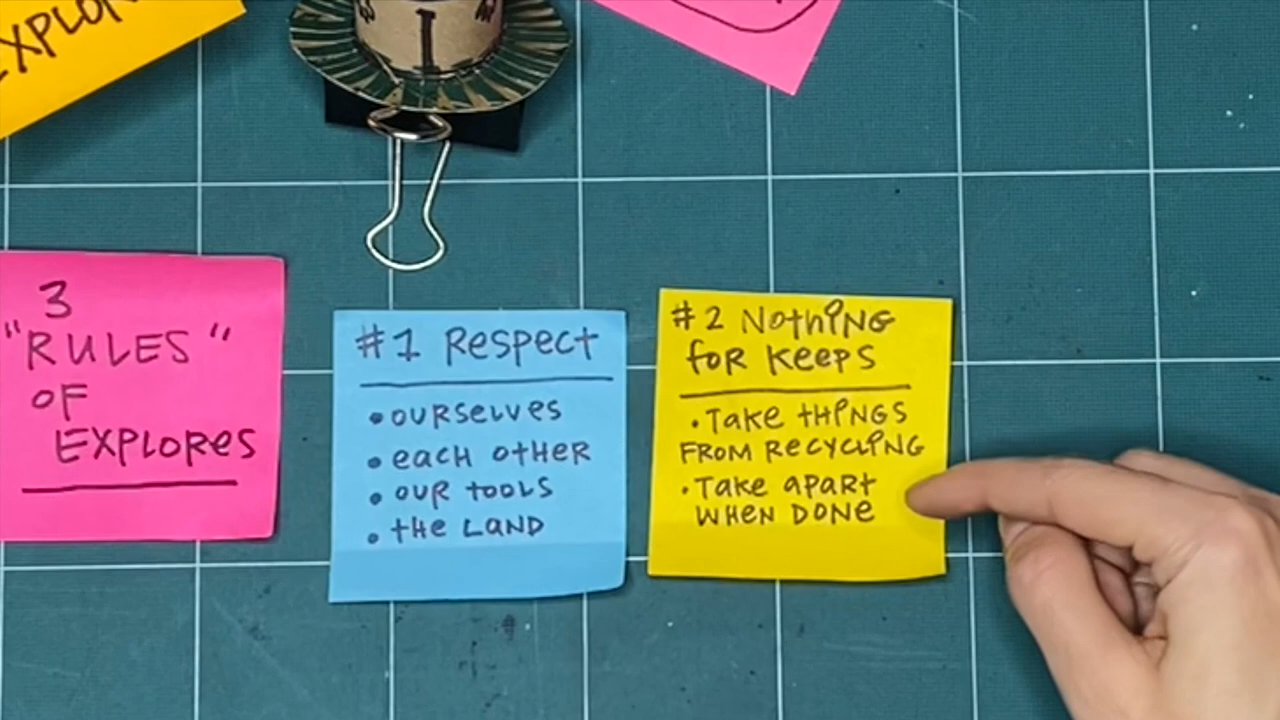 EXPLOR
I
3
"RULES"
OF
EXPLORES
#1 Respect
• OURSELVES
• each OTHER
• OUR TOOLS
• THE LAND
#2 NOTHING
FOR KEEPS
• TAKE THINGS
FROM RECYCLING
• TAKE APART
WHEN DONE